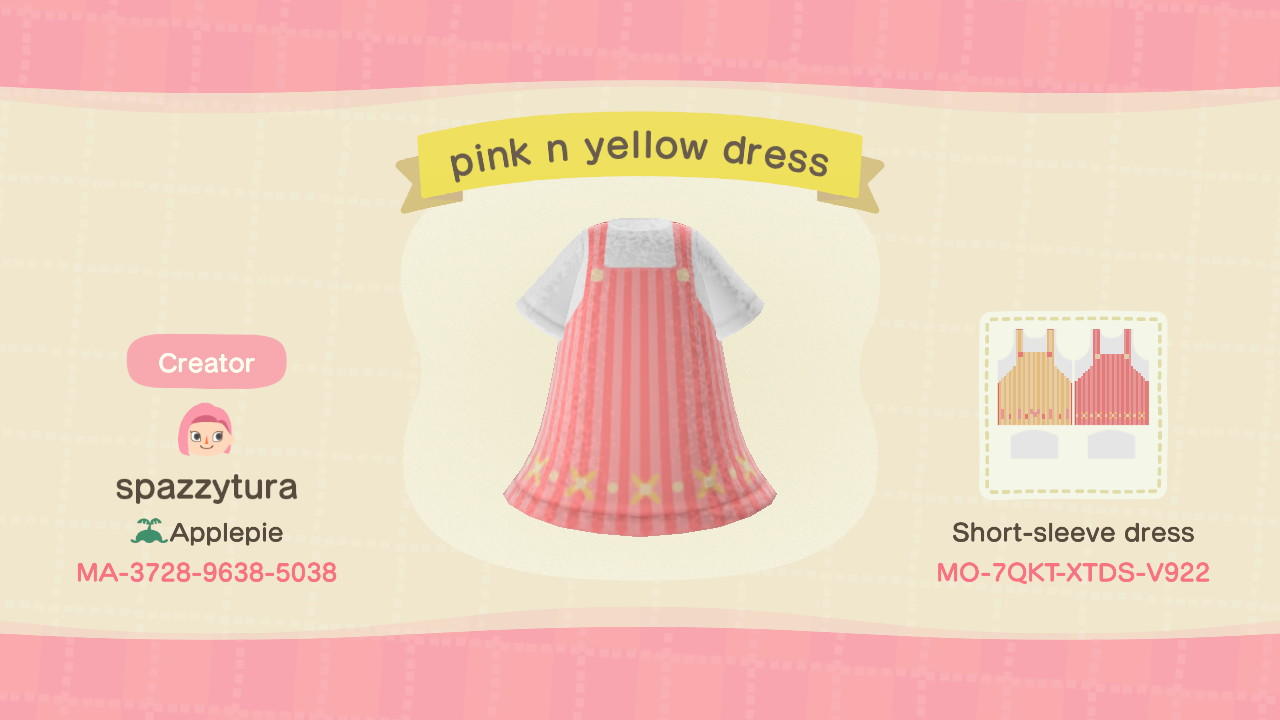 pink n yellow dress
Creator
spazzytura
Applepie
MA-3728-9638-5038
Short-sleeve dress
MO-7QKT-XTDS-V922